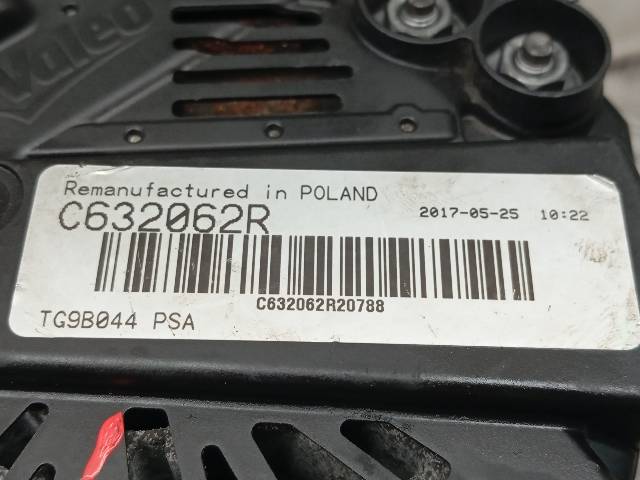 Valeo
Remanufactured in POLAND
C632062R
2017-05-25 10:22
C632062R20788
TG9B044 PSA